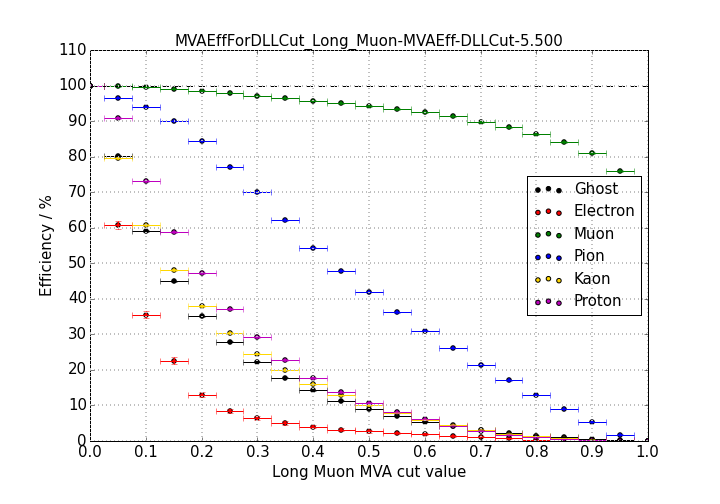 MVAEffForDLLCut_Long_Muon-MVAEff-DLLCut-5.500
110
100
90
80
70
60
50
40
30
20
10
0
Efficiency / %
Ghost
Electron
Muon
Pion
Kaon
Proton
0.0 0.1 0.2 0.3 0.4 0.5 0.6 0.7 0.8 0.9 1.0
Long Muon MVA cut value